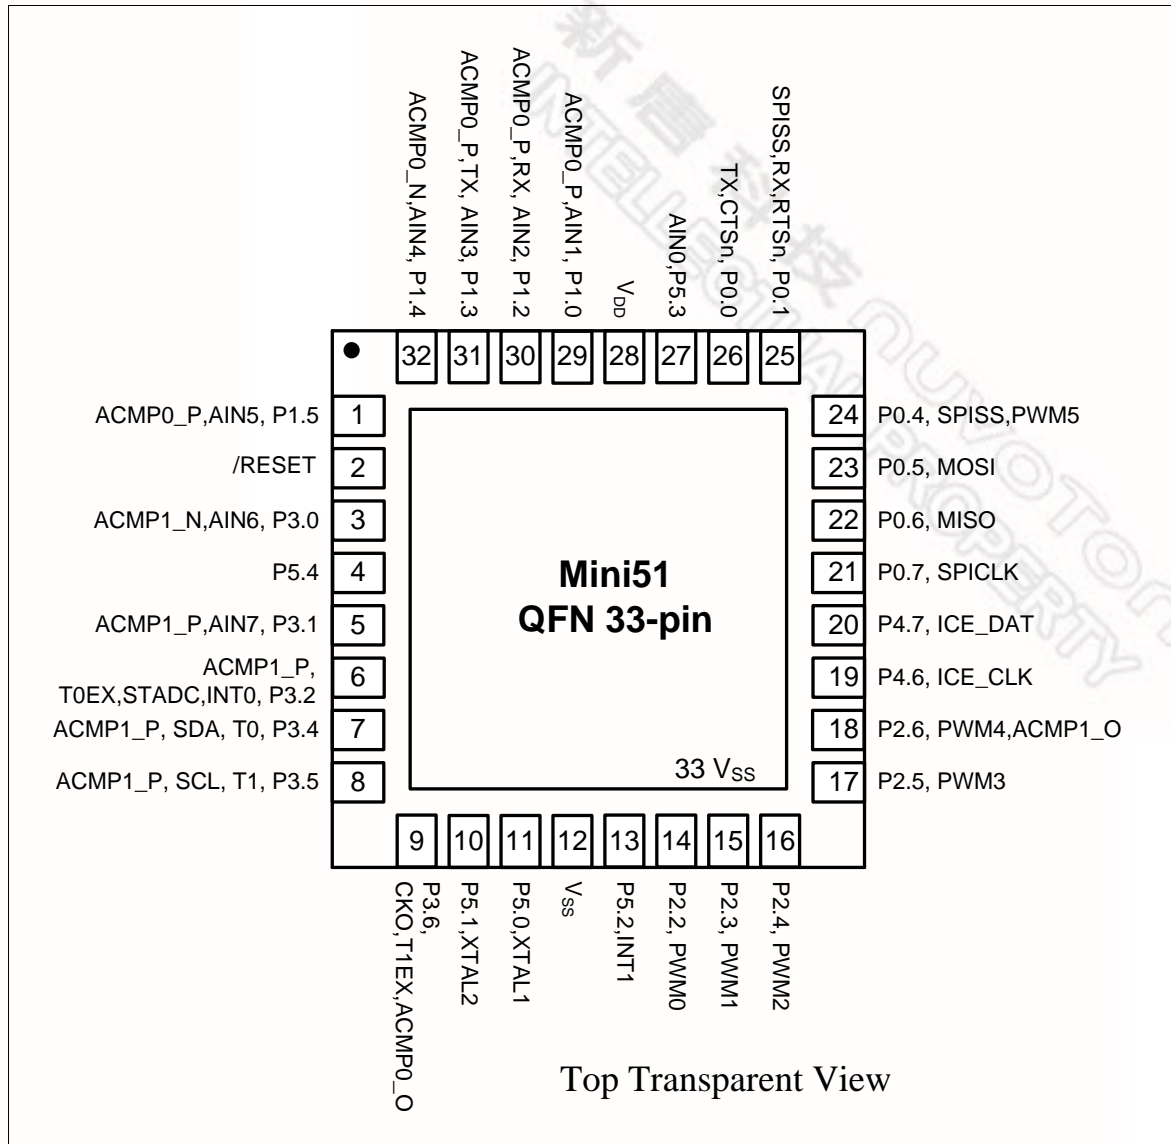 新唐科技 nuvoTon
INTELLECTUAL PROPERTY
ACMP0_N,AIN4, P1.4
ACMP0_P,TX, AIN3, P1.3
ACMP0_P,RX, AIN2, P1.2
ACMP0_P,AIN1, P1.0
VDD
AIN0,P5.3
TX,CTSn, P0.0
SPISS,RX,RTSn, P0.1
32 31 30 29 28 27 26 25
ACMP0_P,AIN5, P1.5 1
/RESET 2
ACMP1_N,AIN6, P3.0 3
P5.4 4
ACMP1_P,AIN7, P3.1 5
ACMP1_P,
T0EX,STADC,INT0, P3.2 6
ACMP1_P, SDA, T0, P3.4 7
ACMP1_P, SCL, T1, P3.5 8
Mini51
QFN 33-pin
33 VSS
24 P0.4, SPISS,PWM5
23 P0.5, MOSI
22 P0.6, MISO
21 P0.7, SPICLK
20 P4.7, ICE_DAT
19 P4.6, ICE_CLK
18 P2.6, PWM4,ACMP1_O
17 P2.5, PWM3
9 10 11 12 13 14 15 16
P3.6,
CKO,T1EX,ACMP0_O
P5.1,XTAL2
P5.0,XTAL1
VSS
P5.2,INT1
P2.2, PWM0
P2.3, PWM1
P2.4, PWM2
Top Transparent View